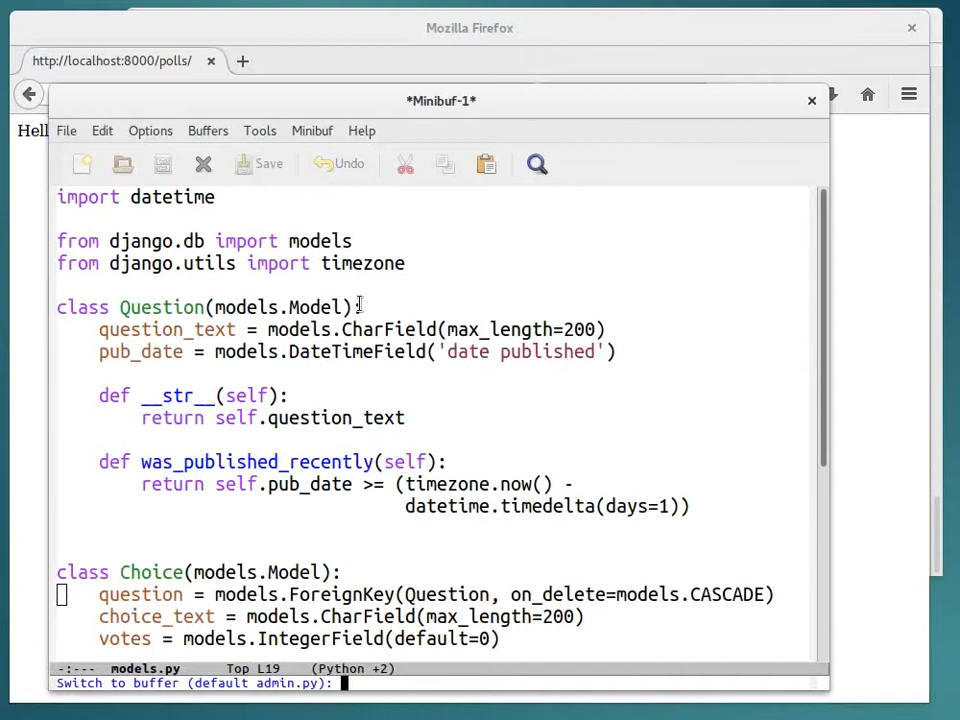 Mozilla Firefox
http://localhost:8000/polls/
Hell
*Minibuf-1*
File Edit Options Buffers Tools Minibuf Help
Save Undo
import datetime
from django.db import models
from django.utils import timezone
class Question(models.Model):
question_text = models.CharField(max_length=200)
pub_date = models.DateTimeField('date published')
def __str__(self):
return self.question_text
def was_published_recently(self):
return self.pub_date >= (timezone.now() -
datetime.timedelta(days=1))
class Choice(models.Model):
question = models.ForeignKey(Question, on_delete=models.CASCADE)
choice_text = models.CharField(max_length=200)
votes = models.IntegerField(default=0)
-:--- models.py Top L19 (Python +2)
Switch to buffer (default admin.py):